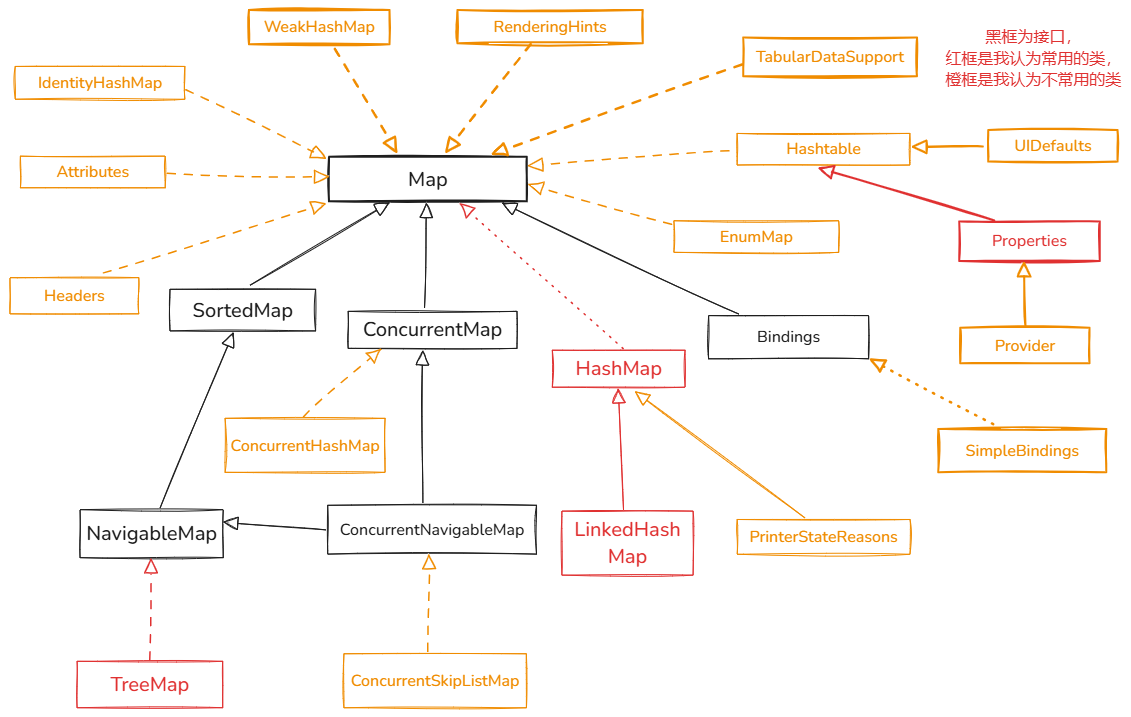 WeakHashMap
RenderingHints
黑框为接口，
红框是我认为常用的类，
橙框是我认为不常用的类
TabularDataSupport
IdentityHashMap
Hashtable
UIDefaults
Attributes
Map
EnumMap
Properties
Headers
SortedMap
ConcurrentMap
Bindings
Provider
HashMap
ConcurrentHashMap
SimpleBindings
NavigableMap
ConcurrentNavigableMap
LinkedHash
Map
PrinterStateReasons
TreeMap
ConcurrentSkipListMap